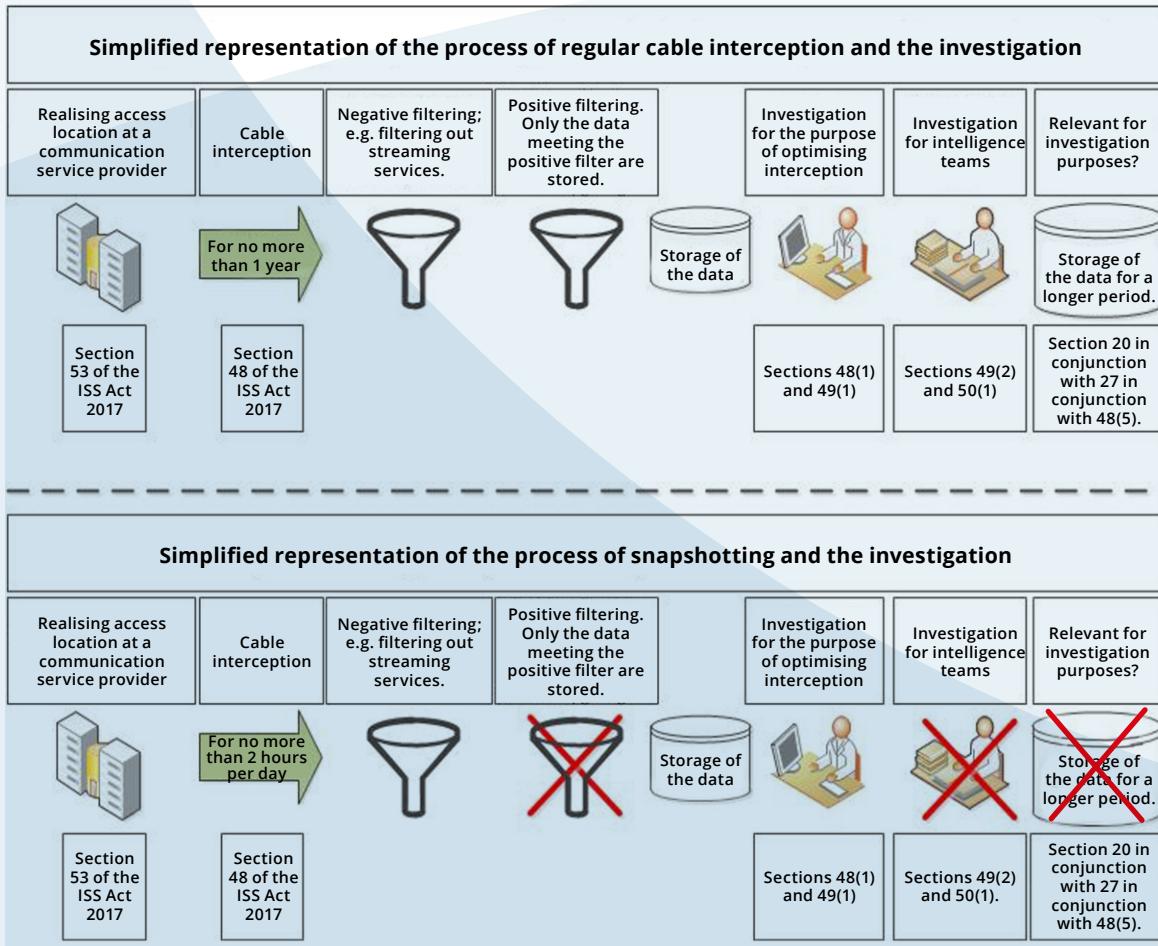 Simplified representation of the process of regular cable interception and the investigation
Realising access
location at a
communication
service provider
Cable
interception
Negative filtering;
e.g. filtering out
streaming
services.
Positive filtering.
Only the data
meeting the
positive filter are
stored.
Investigation
for the purpose
of optimising
interception
Investigation
for intelligence
teams
Relevant for
investigation
purposes?
For no more
than 1 year
Storage of
the data
Storage of
the data for a
longer period.
Section
53 of the
ISS Act
2017
Section
48 of the
ISS Act
2017
Sections 48(1)
and 49(1)
Sections 49(2)
and 50(1)
Section 20 in
conjunction
with 27 in
conjunction
with 48(5).
Simplified representation of the process of snapshotting and the investigation
Realising access
location at a
communication
service provider
Cable
interception
Negative filtering;
e.g. filtering out
streaming
services.
Positive filtering.
Only the data
meeting the
positive filter are
stored.
Investigation
for the purpose
of optimising
interception
Investigation
for intelligence
teams
Relevant for
investigation
purposes?
For no more
than 2 hours
per day
Storage of
the data
Storage of
the data for a
longer period.
Section
53 of the
ISS Act
2017
Section
48 of the
ISS Act
2017
Sections 48(1)
and 49(1)
Sections 49(2)
and 50(1).
Section 20 in
conjunction
with 27 in
conjunction
with 48(5).